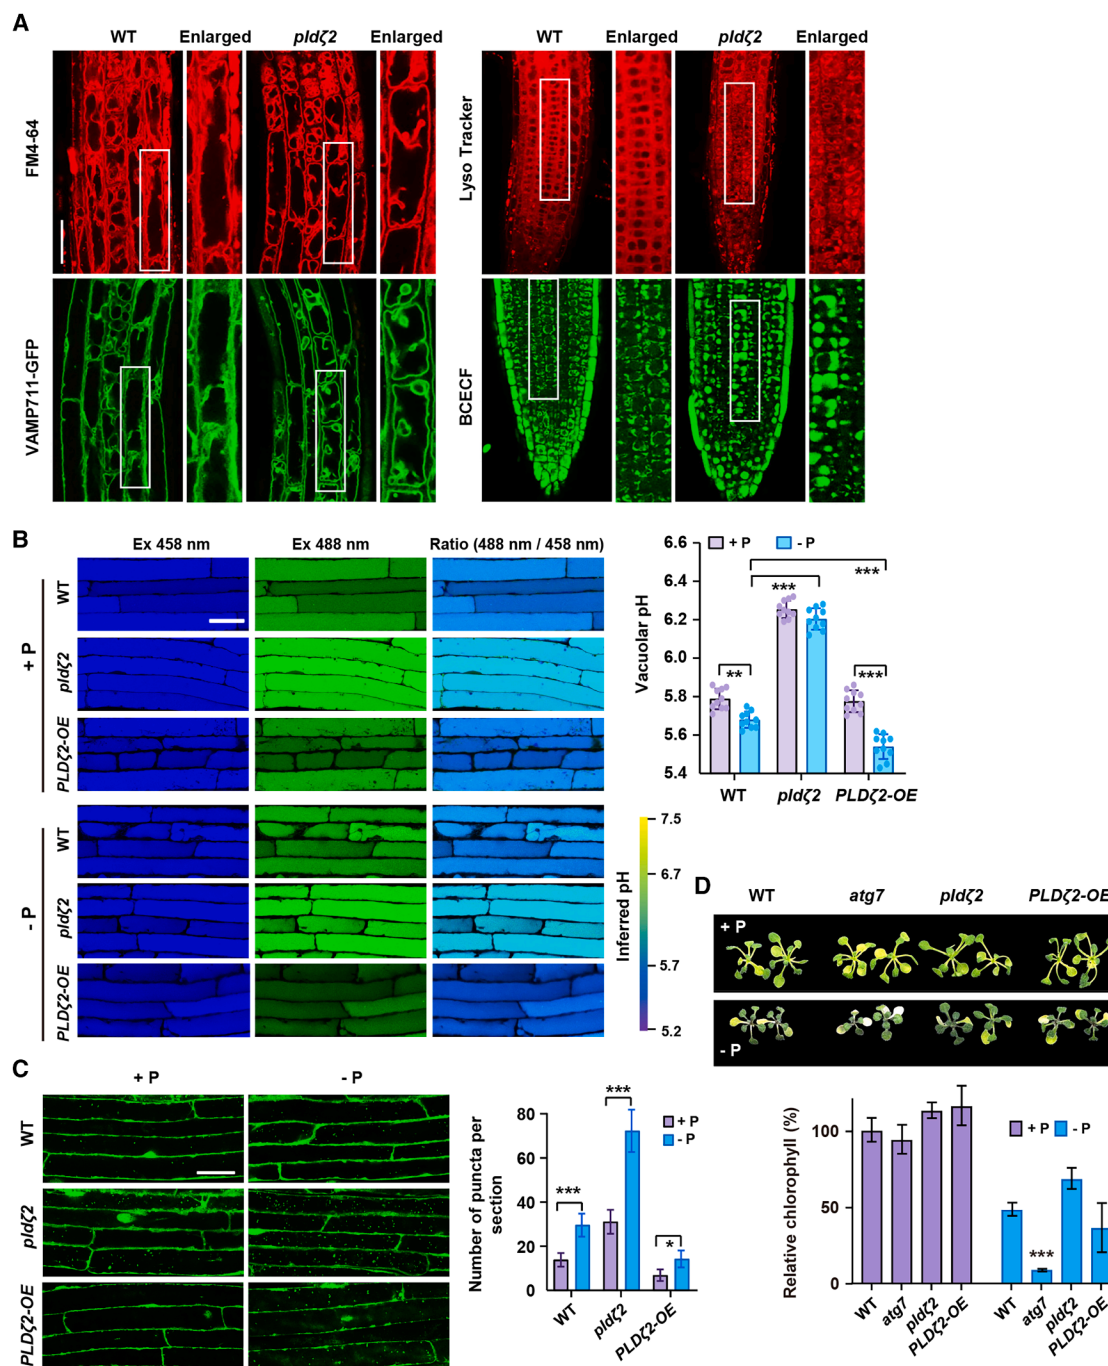 A
WT Enlarged pldζ2 Enlarged
WT Enlarged pldζ2 Enlarged
FM4-64
Lyso Tracker
VAMP711-GFP
BCECF
B
Ex 458 nm Ex 488 nm Ratio (488 nm / 458 nm)
+ P
WT
pldζ2
PLDζ2-OE
- P
WT
pldζ2
PLDζ2-OE
Inferred pH
7.5
6.7
5.7
5.2
+ P - P
Vacuolar pH
6.6
6.4
6.2
6.0
5.8
5.6
5.4
**
***
***
***
WT pldζ2 PLDζ2-OE
C
+ P - P
WT
pldζ2
PLDζ2-OE
Number of puncta per
section
80
60
40
20
0
+ P
- P
***
***
*
WT
pldζ2
PLDζ2-OE
D
WT atg7 pldζ2 PLDζ2-OE
+ P
- P
Relative chlorophyll (%)
100
50
0
+ P - P
***
WT
atg7
pldζ2
PLDζ2-OE
WT
atg7
pldζ2
PLDζ2-OE